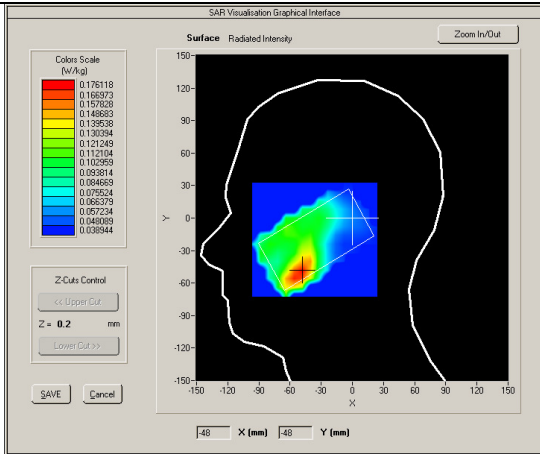 SAR Visualisation Graphical Interface
Surface Radiated Intensity
Zoom In/Out
Colors Scale
(W/kg)
0.176118
0.166973
0.157828
0.148683
0.139538
0.130394
0.121249
0.112104
0.102959
0.093814
0.084669
0.075524
0.066379
0.057234
0.048089
0.038944
Z-Cuts Control
<< Upper Cut
Z = 0.2 mm
Lower Cut >>
SAVE Cancel
150
120
90
60
30
0
-30
-60
-90
-120
-150
Y
-150 -120 -90 -60 -30 0 30 60 90 120 150
X
-48 X (mm) -48 Y (mm)